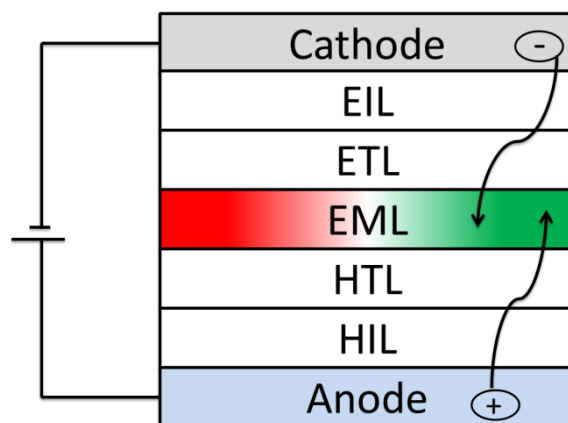 Cathode -
EIL
ETL
EML
HTL
HIL
Anode +